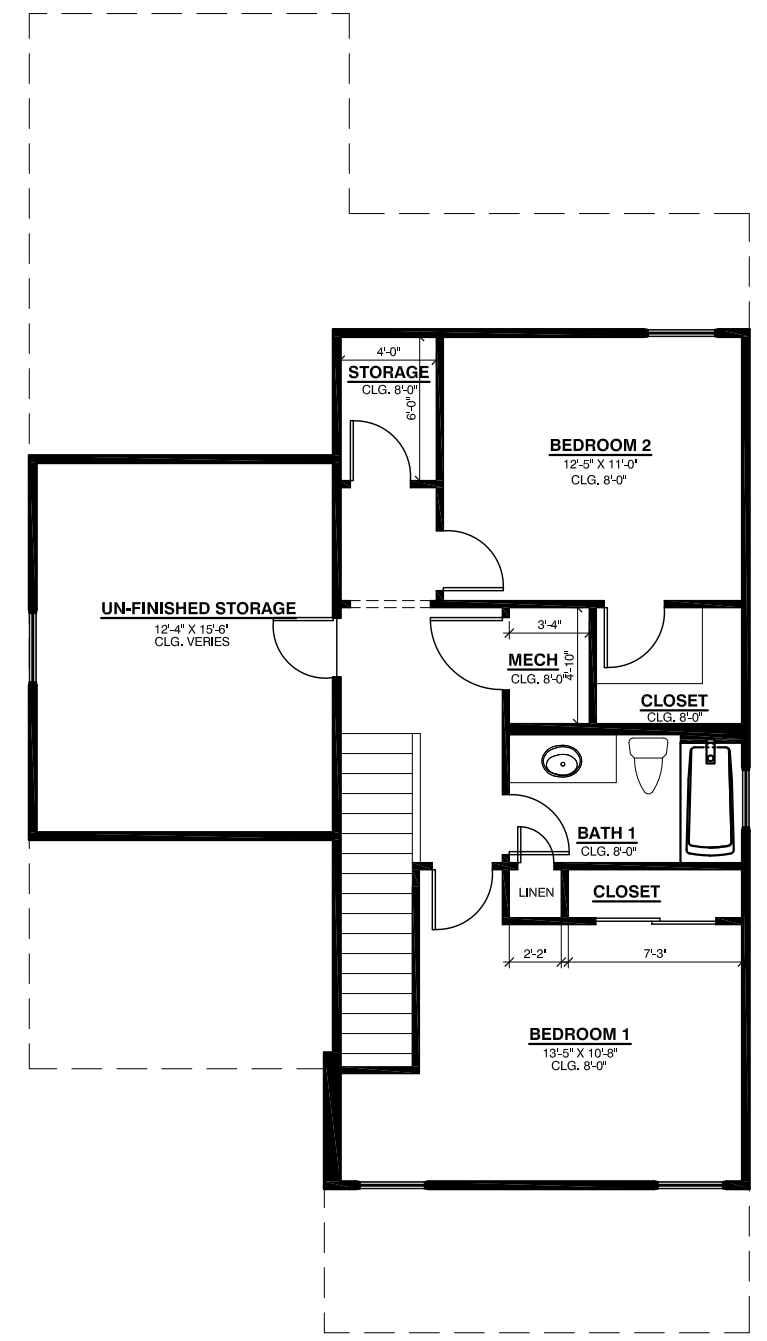 4'-0"
STORAGE
CLG. 8'-0"
6'-0"
BEDROOM 2
12'-5" X 11'-0"
CLG. 8'-0"
UN-FINISHED STORAGE
12'-4" X 15'-6"
CLG. VERIES
3'-4"
MECH
CLG. 8'-0"
4'-10"
CLOSET
CLG. 8'-0"
BATH 1
CLG. 8'-0"
LINEN
CLOSET
2'-2"
7'-3"
BEDROOM 1
13'-5" X 10'-8"
CLG. 8'-0"